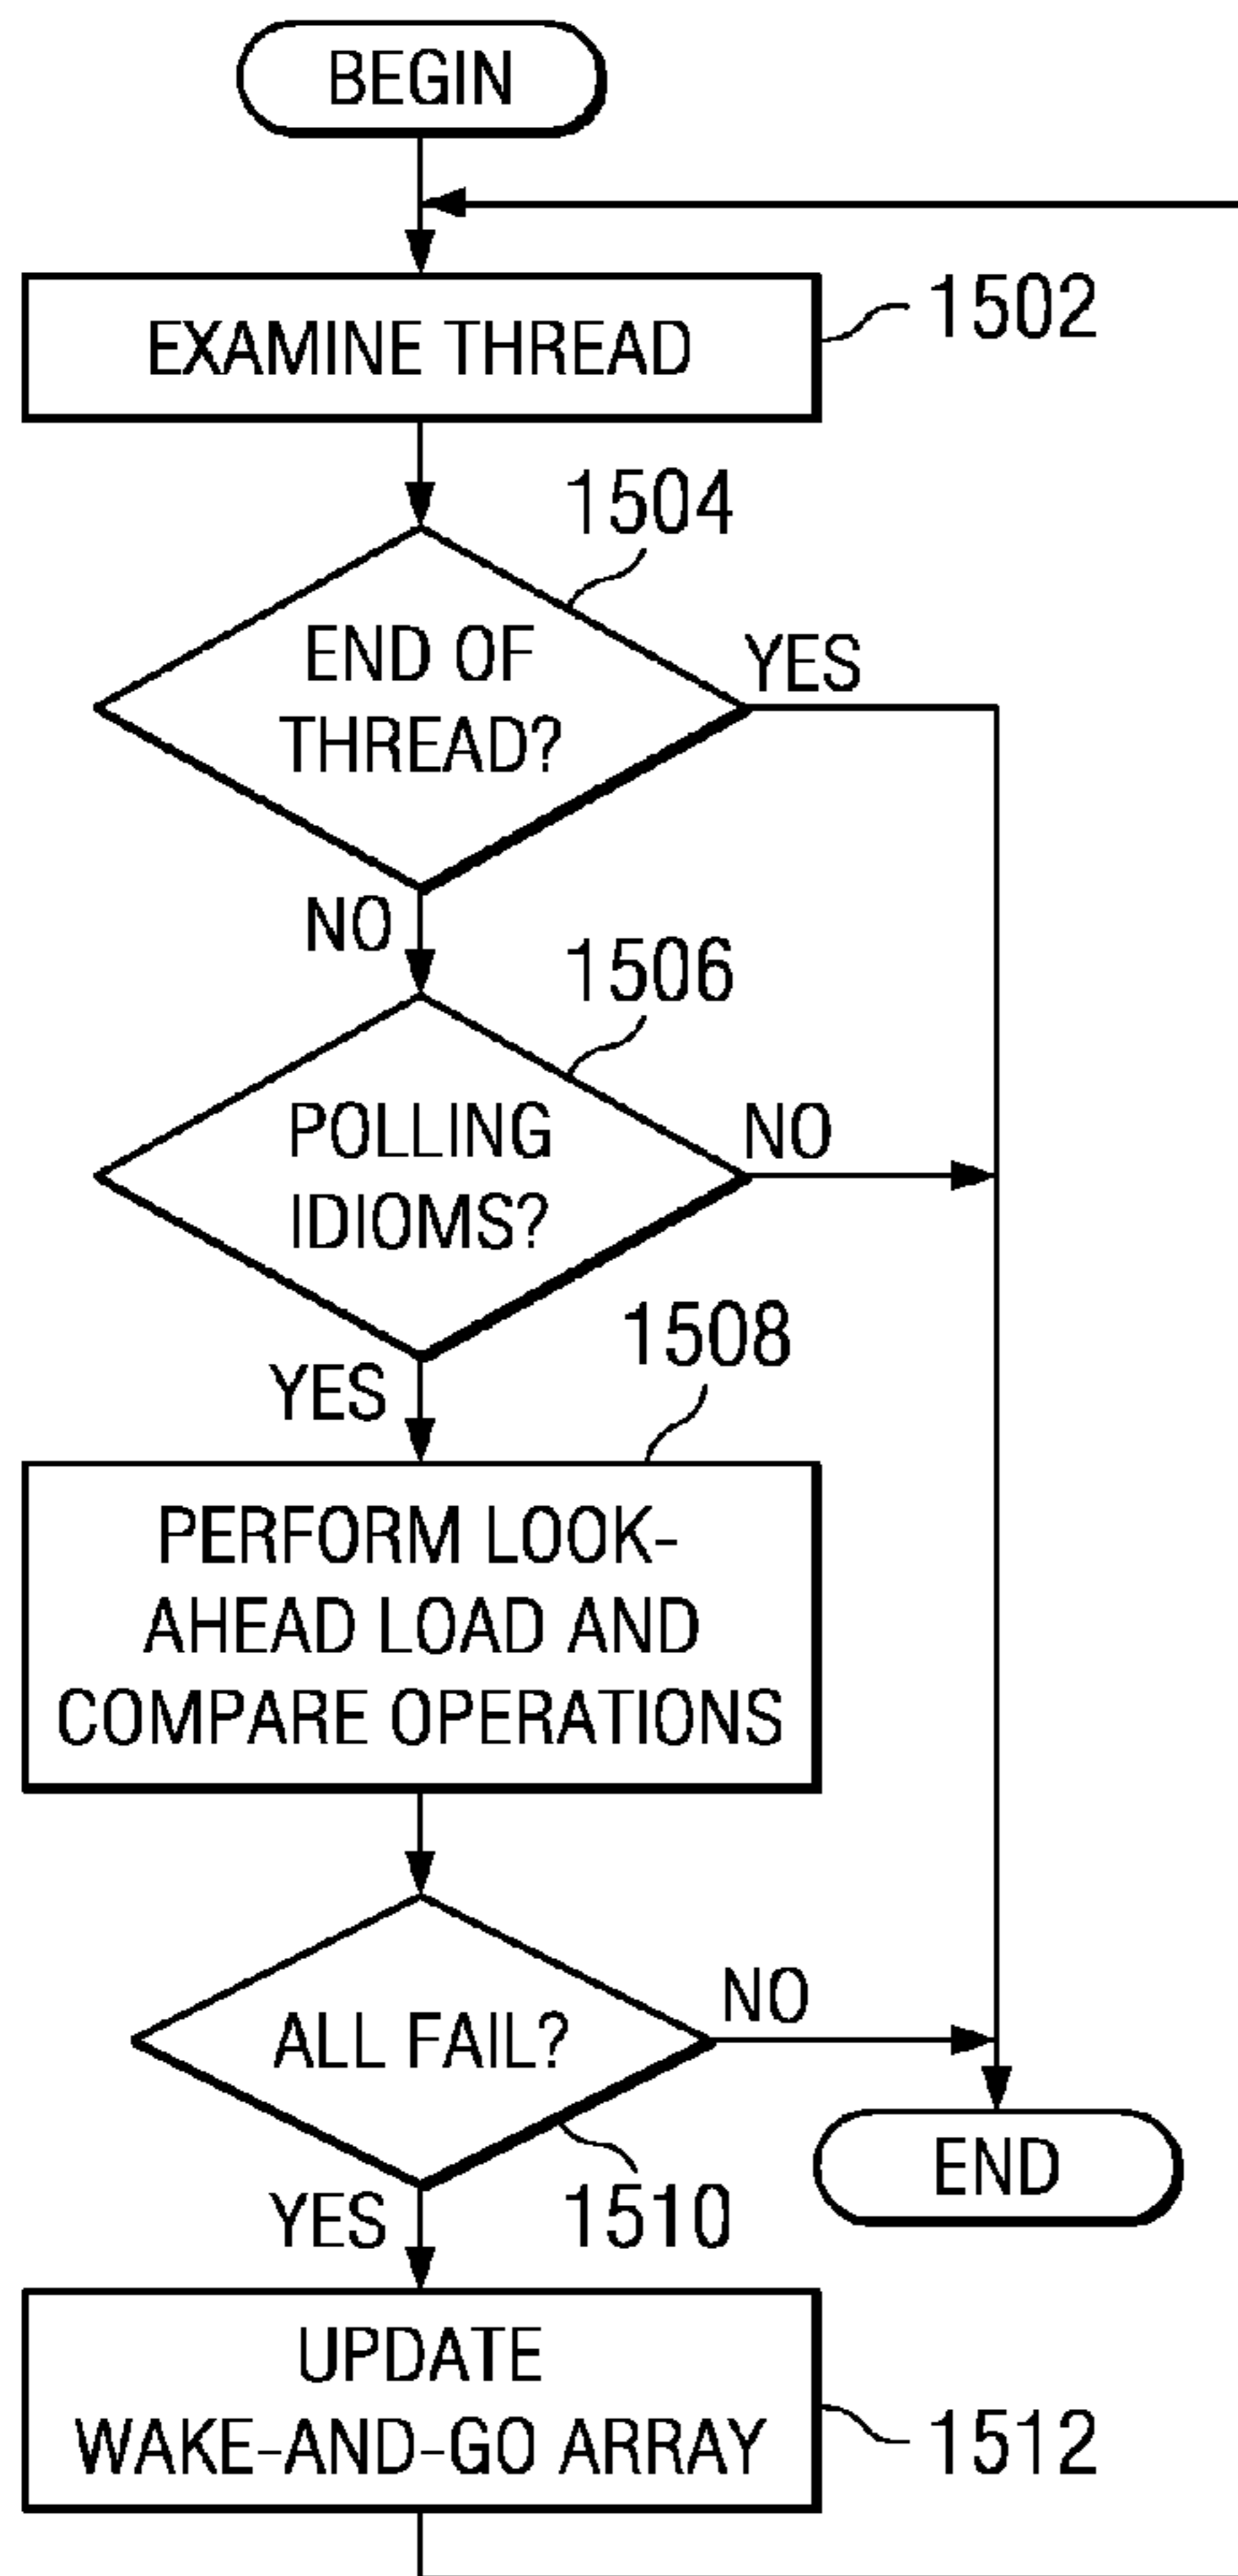 BEGIN
EXAMINE THREAD
1502
1504
END OF
THREAD?
YES
NO
1506
POLLING
IDIOMS?
NO
YES
1508
PERFORM LOOK-
AHEAD LOAD AND
COMPARE OPERATIONS
ALL FAIL?
NO
YES
1510
END
UPDATE
WAKE-AND-GO ARRAY
1512